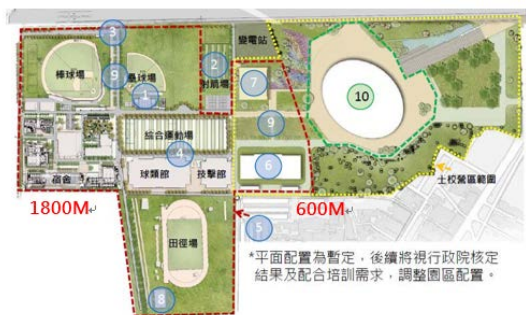 3
變電站
棒球場
9
壘球場
2
射箭場
7
1
10
9
綜合運動場
4
6
宿舍
球類館
技擊館
士校營區範圍
1800M
600M
5
田徑場
*平面配置為暫定，後續將視行政院核定
結果及配合培訓需求，調整園區配置。
8